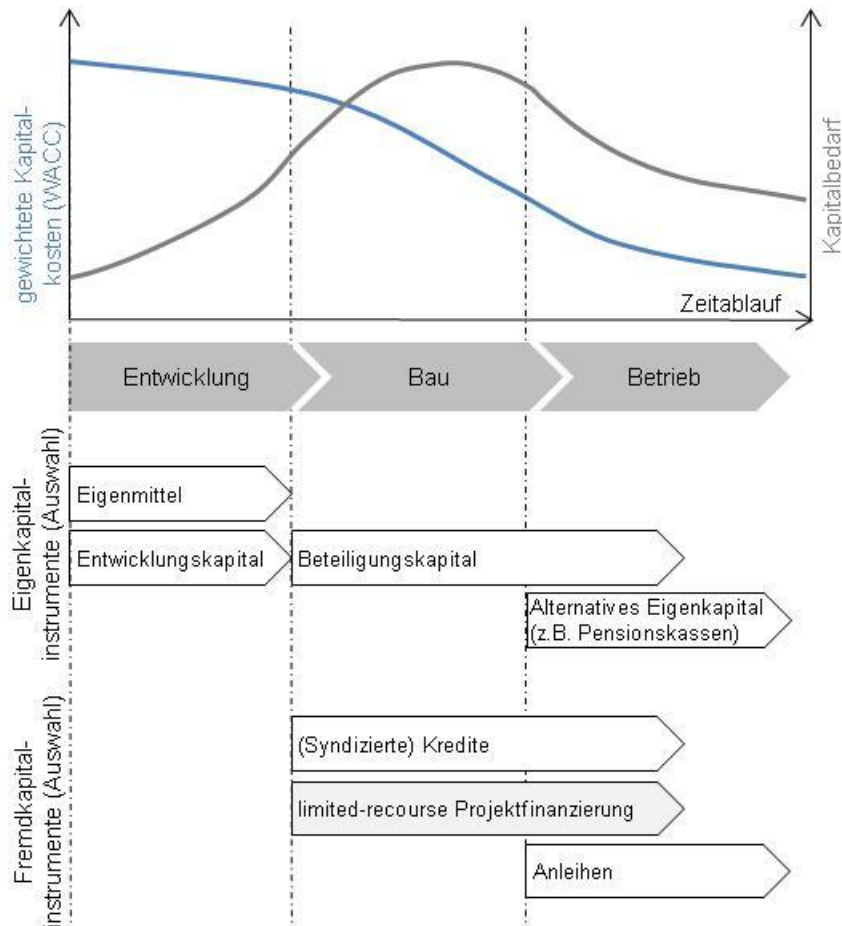 gewichtete Kapital-
kosten (WACC)
Kapitalbedarf
Zeitablauf
Entwicklung
Bau
Betrieb
Eigenkapital-
instrumente (Auswahl)
Eigenmittel
Entwicklungskapital
Beteiligungskapital
Alternatives Eigenkapital
(z.B. Pensionskassen)
Fremdkapital-
instrumente (Auswahl)
(Syndizierte) Kredite
limited-recourse Projektfinanzierung
Anleihen